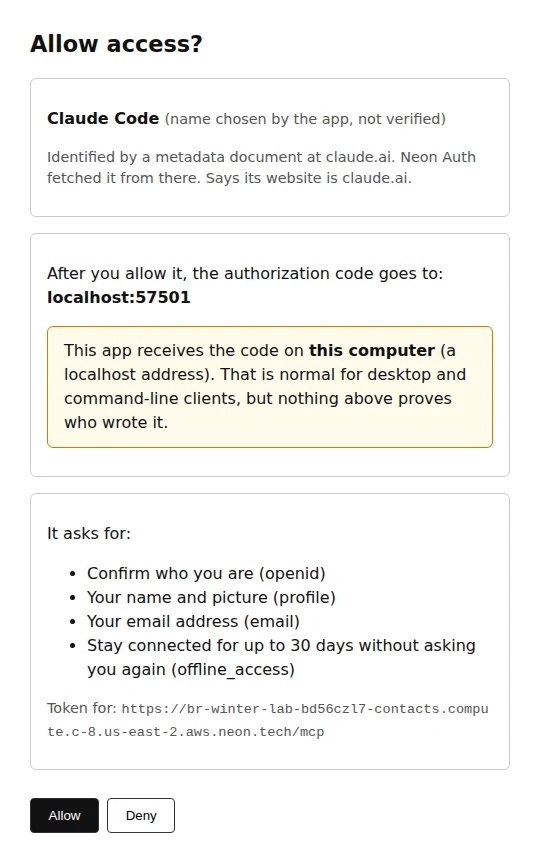 Allow access?
Claude Code (name chosen by the app, not verified)
Identified by a metadata document at claude.ai. Neon Auth
fetched it from there. Says its website is claude.ai.
After you allow it, the authorization code goes to:
localhost:57501
This app receives the code on this computer (a
localhost address). That is normal for desktop and
command-line clients, but nothing above proves
who wrote it.
It asks for:
• Confirm who you are (openid)
• Your name and picture (profile)
• Your email address (email)
• Stay connected for up to 30 days without asking
you again (offline_access)
Token for: https://br-winter-lab-bd56czl7-contacts.compu
te.c-8.us-east-2.aws.neon.tech/mcp
Allow Deny